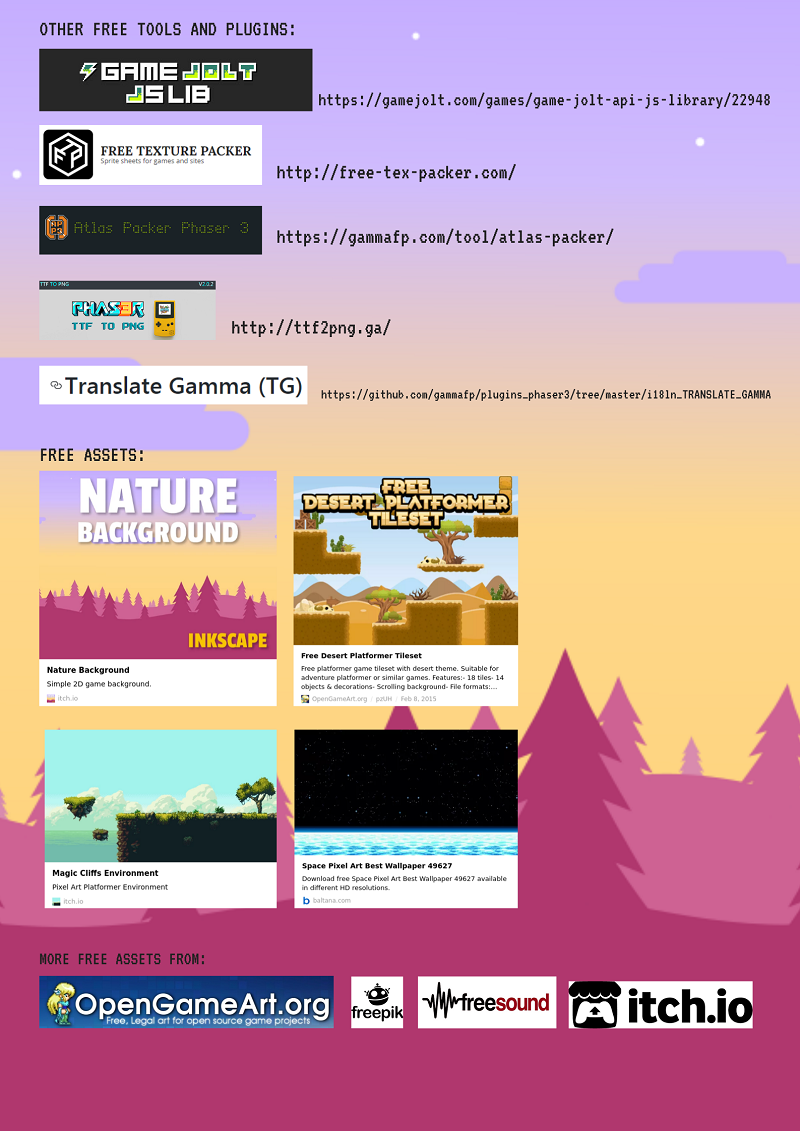 OTHER FREE TOOLS AND PLUGINS:
GAME JOLT
JS LIB
https://gamejolt.com/games/game-jolt-api-js-library/22948
FREE TEXTURE PACKER
Sprite sheets for games and sites
http://free-tex-packer.com/
Atlas Packer Phaser 3
https://gammafp.com/tool/atlas-packer/
TTF TO PNG V2.0.2
PHAS3R
TTF TO PNG
http://ttf2png.ga/
Translate Gamma (TG)
https://github.com/gammafp/plugins_phaser3/tree/master/i18ln_TRANSLATE_GAMMA
FREE ASSETS:
NATURE
BACKGROUND
INKSCAPE
Nature Background
Simple 2D game background.
itch.io
FREE
DESERT PLATFORMER
TILESET
Free Desert Platformer Tileset
Free platformer game tileset with desert theme. Suitable for
adventure platformer or similar games. Features:- 18 tiles- 14
objects & decorations- Scrolling background- File formats:...
OpenGameArt.org / pzUH / Feb 8, 2015
Magic Cliffs Environment
Pixel Art Platformer Environment
itch.io
Space Pixel Art Best Wallpaper 49627
Download free Space Pixel Art Best Wallpaper 49627 available
in different HD resolutions.
baltana.com
MORE FREE ASSETS FROM:
OpenGameArt.org
Free, Legal art for open source game projects
freepik
freesound
itch.io